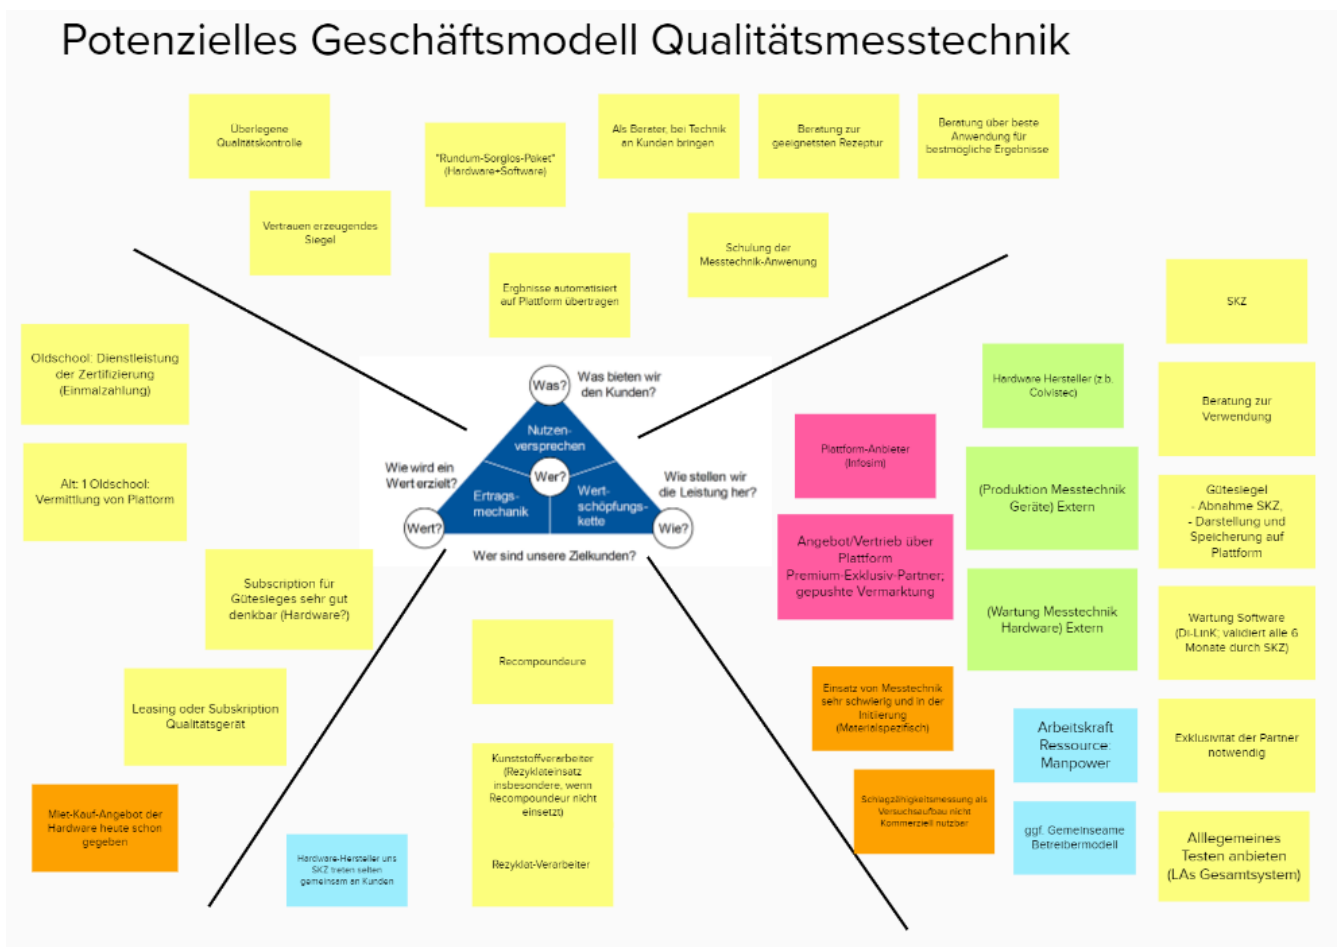 Potenzielles Geschäftsmodell Qualitätsmesstechnik
Überlegene
Qualitätskontrolle
"Rundum-Sorglos-Paket"
(Hardware+Software)
Als Berater, bei Technik
an Kunden bringen
Beratung zur
geeignetsten Rezeptur
Beratung über beste
Anwendung für
bestmögliche Ergebnisse
Vertrauen erzeugendes
Siegel
Schulung der
Messtechnik-Anwenung
Ergbnisse automatisiert
auf Plattform übertragen
Oldschool: Dienstleistung
der Zertifizierung
(Einmalzahlung)
Alt: 1 Oldschool:
Vermittlung von Plattorm
Subscription für
Gütesieges sehr gut
denkbar (Hardware?)
Leasing oder Subskription
Qualitätsgerät
Miet-Kauf-Angebot der
Hardware heute schon
gegeben
Was?
Was bieten wir
den Kunden?
Nutzen-
versprechen
Wie wird ein
Wert erzielt?
Wer?
Wie stellen wir
die Leistung her?
Ertrags-
mechanik
Wert-
schöpfungs-
kette
Wert?
Wie?
Wer sind unsere Zielkunden?
Hardware-Hersteller uns
SKZ treten selten
gemeinsam an Kunden
Recompoundeure
Kunststoffverarbeiter
(Rezyklateinsatz
insbesondere, wenn
Recompoundeur nicht
einsetzt)
Rezyklat-Verarbeiter
Plattform-Anbieter
(Infosim)
Angebot/Vertrieb über
Plattform
Premium-Exklusiv-Partner;
gepushte Vermarktung
Einsatz von Messtechnik
sehr schwierig und in der
Initiierung
(Materialspezifisch)
Schlagzähigkeitsmessung als
Versuchsaufbau nicht
Kommerziell nutzbar
Hardware Hersteller (z.b.
Colvistec)
(Produktion Messtechnik
Geräte) Extern
(Wartung Messtechnik
Hardware) Extern
Arbeitskraft
Ressource:
Manpower
ggf. Gemeinseame
Betreibermodell
SKZ
Beratung zur
Verwendung
Gütesiegel
- Abnahme SKZ,
- Darstellung und
Speicherung auf
Plattform
Wartung Software
(Di-LinK; validiert alle 6
Monate durch SKZ)
Exklusivität der Partner
notwendig
Alllegemeines
Testen anbieten
(LAs Gesamtsystem)